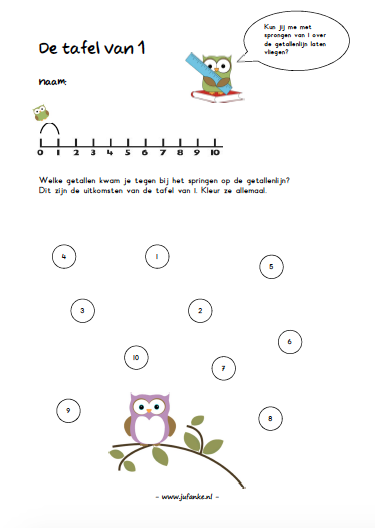 De tafel van 1
Kun jij me met
sprongen van 1 over
de getallenlijn laten
vliegen?
naam:
0 1 2 3 4 5 6 7 8 9 10
Welke getallen kwam je tegen bij het springen op de getallenlijn?
Dit zijn de uitkomsten van de tafel van 1. Kleur ze allemaal.
4 1 5
3 2
6
10 7
9 8
- www.jufanke.nl -